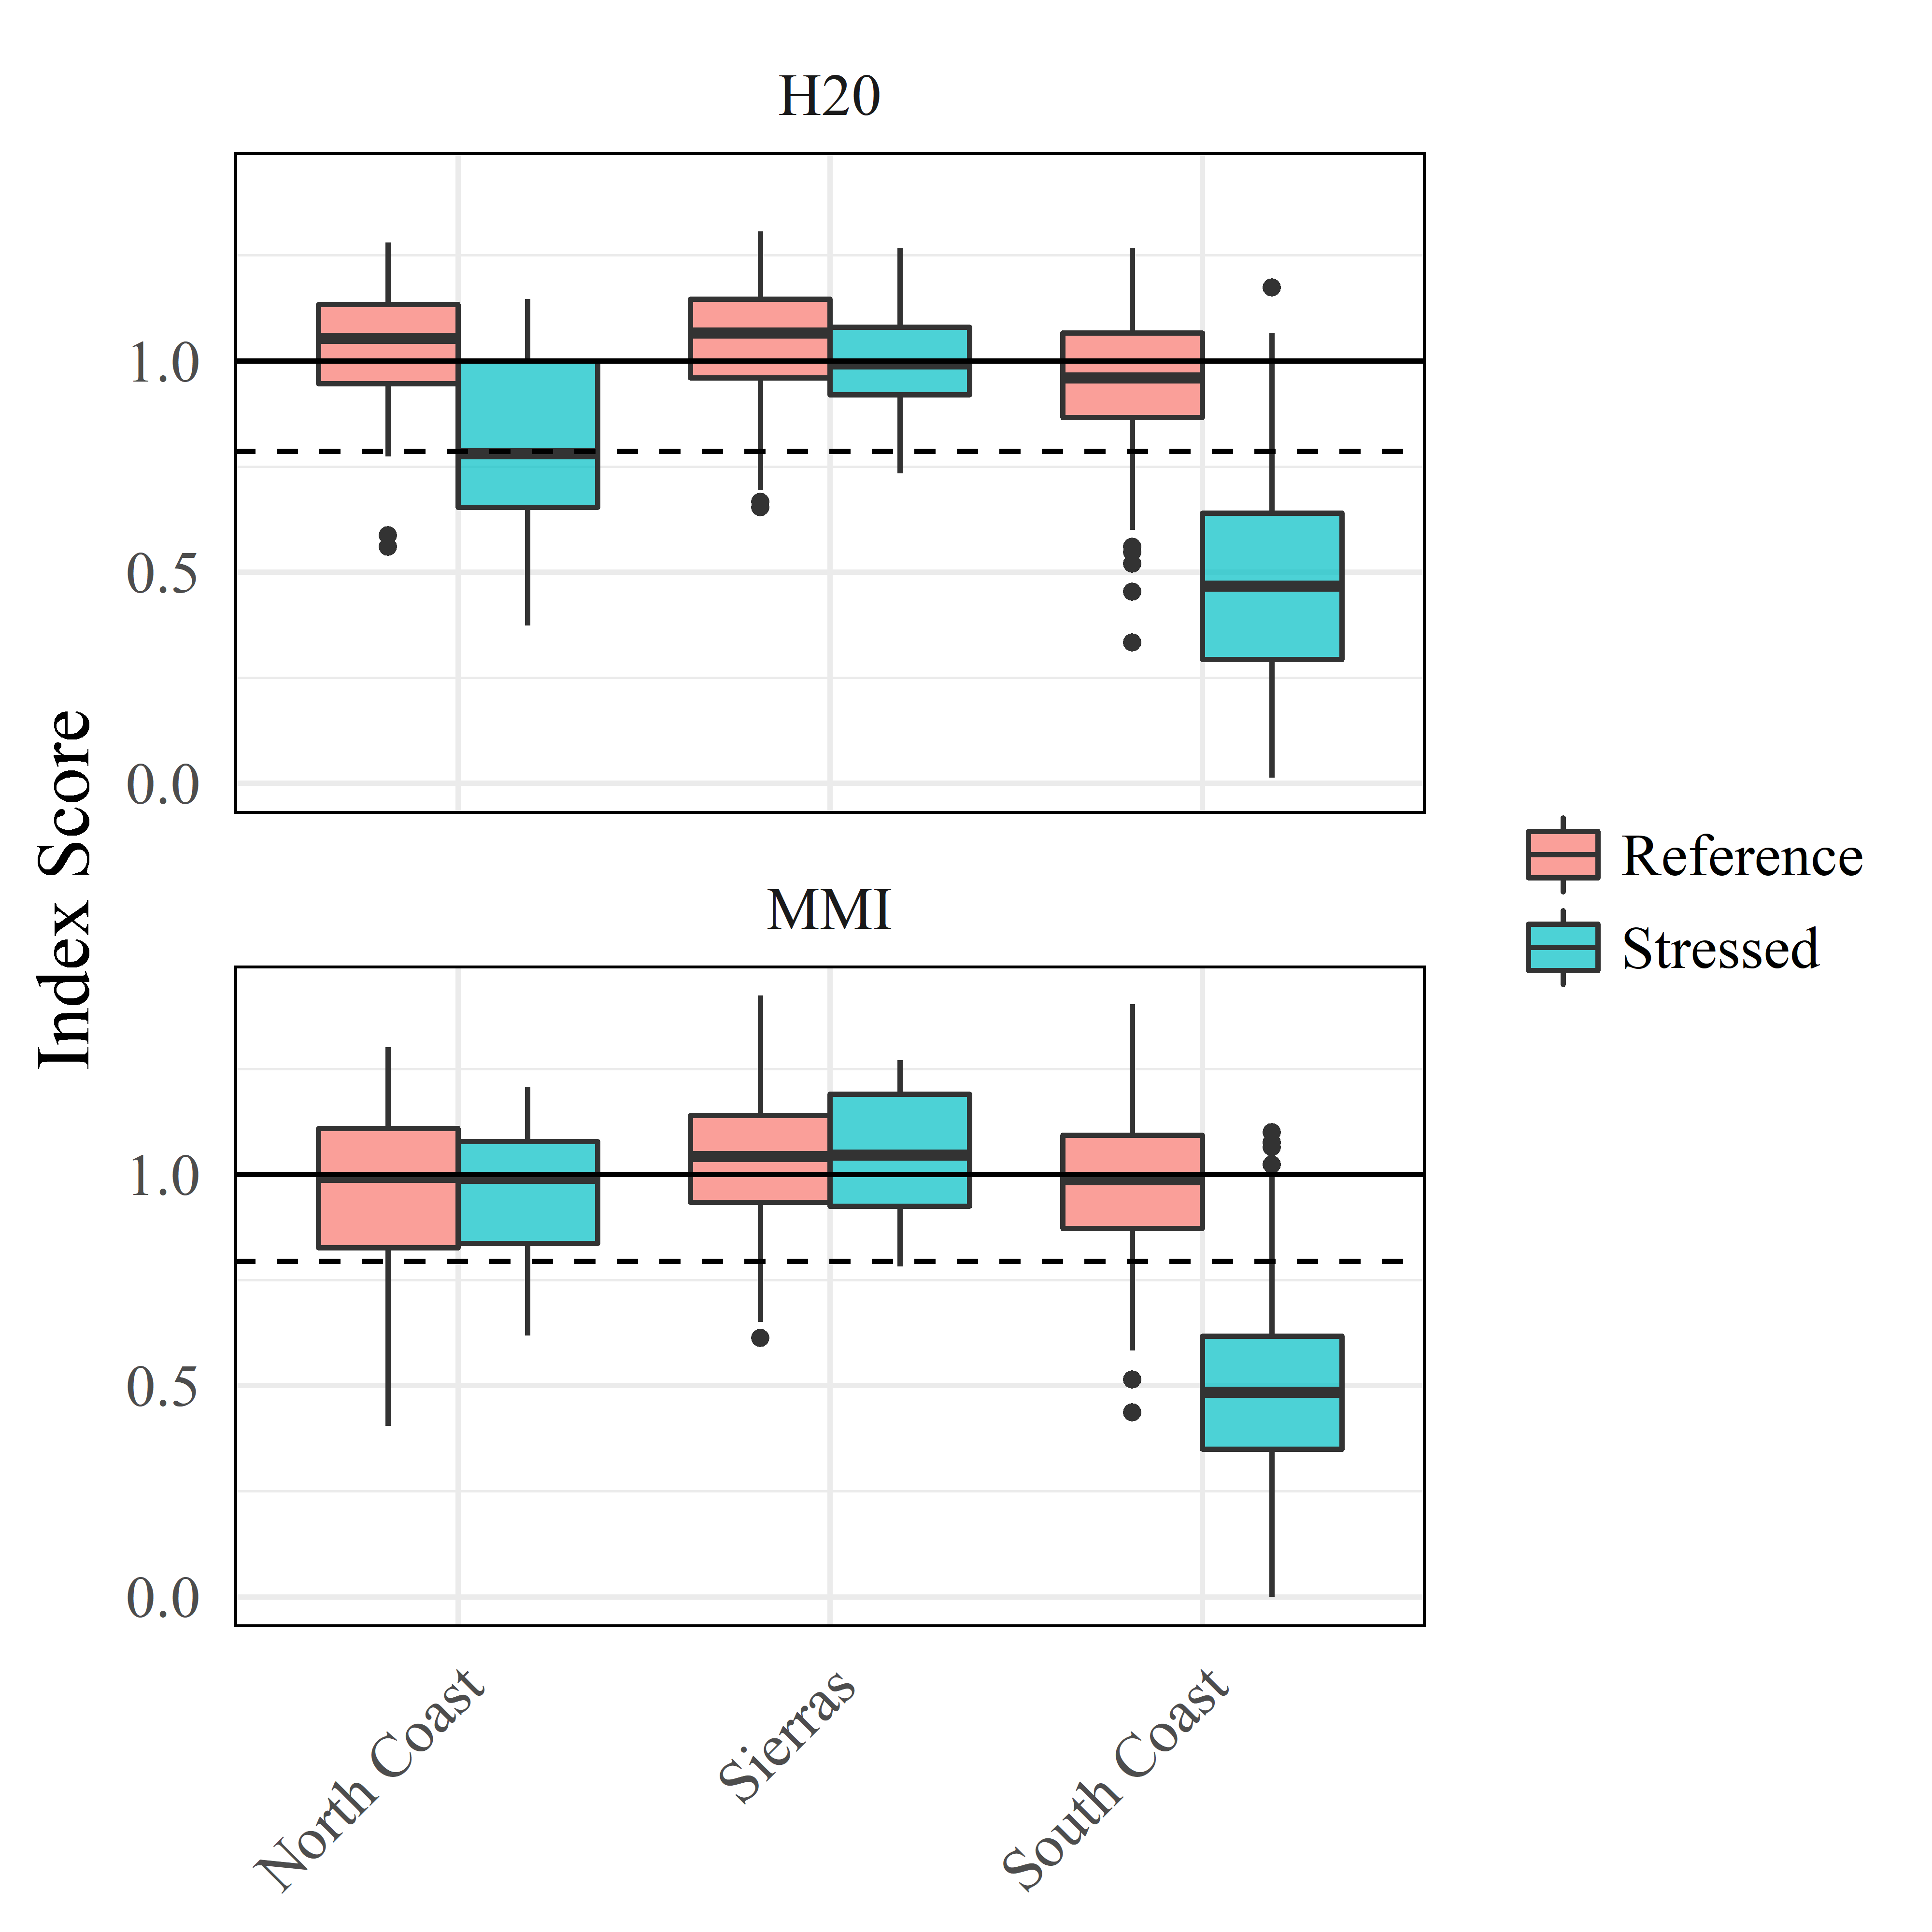 H20
1.0
0.5
0.0
Index Score
Reference
Stressed
MMI
1.0
0.5
0.0
North Coast
Sierras
South Coast